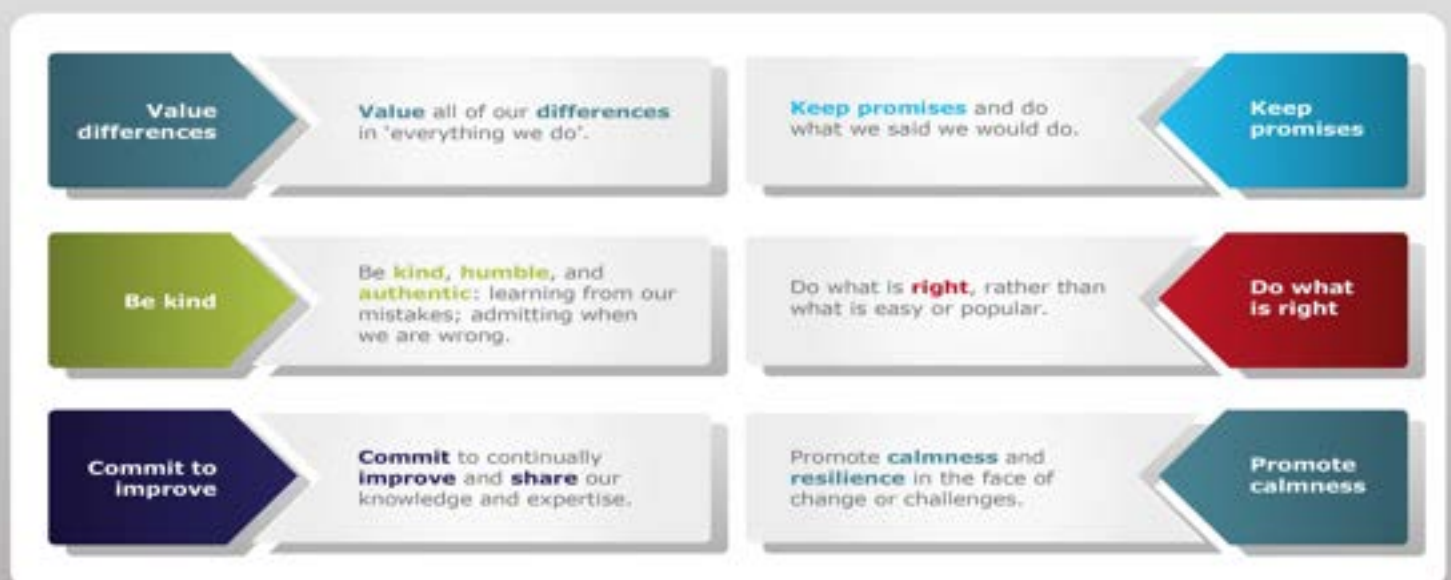 Value
differences
Value all of our differences
in 'everything we do'.
Keep promises and do
what we said we would do.
Keep
promises
Be kind
Be kind, humble, and
authentic: learning from our
mistakes; admitting when
we are wrong.
Do what is right, rather than
what is easy or popular.
Do what
is right
Commit to
improve
Commit to continually
improve and share our
knowledge and expertise.
Promote calmness and
resilience in the face of
change or challenges.
Promote
calmness